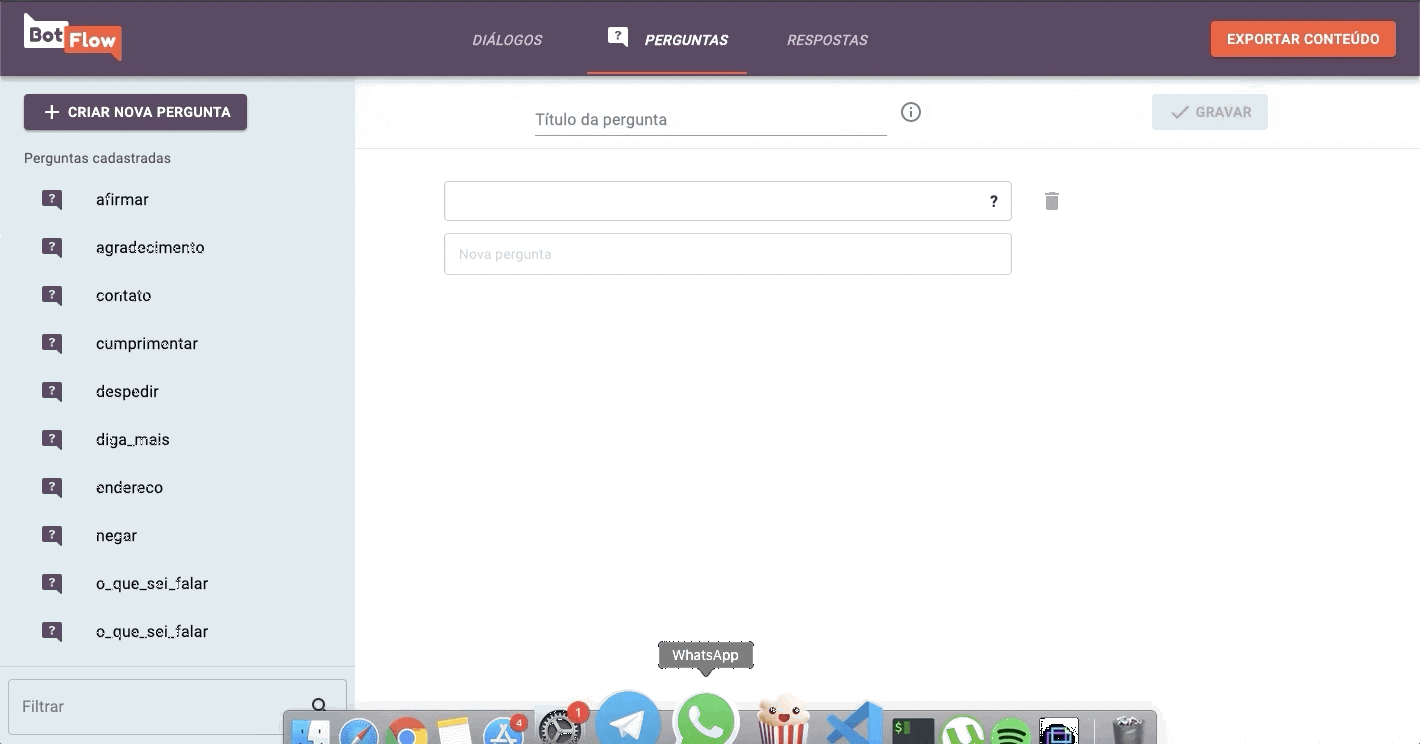 Bot
Flow
DIÁLOGOS
? PERGUNTAS
RESPOSTAS
EXPORTAR CONTEÚDO
+ CRIAR NOVA PERGUNTA
Título da pergunta
GRAVAR
Perguntas cadastradas
? afirmar
?
? agradecimento
Nova pergunta
? contato
? cumprimentar
? despedir
? diga_mais
? endereco
? negar
? o_que_sei_falar
? o_que_sei_falar
WhatsApp
Filtrar
4
1
$